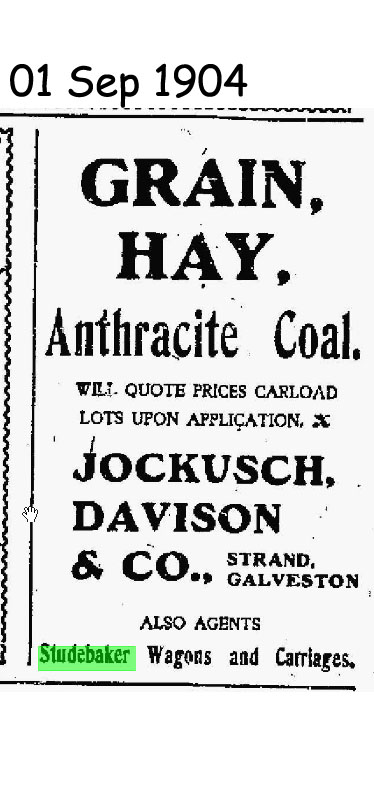 01 Sep 1904
GRAIN,
HAY,
Anthracite Coal.
WILL QUOTE PRICES CARLOAD
LOTS UPON APPLICATION.
JOCKUSCH,
DAVISON
& CO., STRAND,
GALVESTON
ALSO AGENTS
Studebaker Wagons and Carriages.